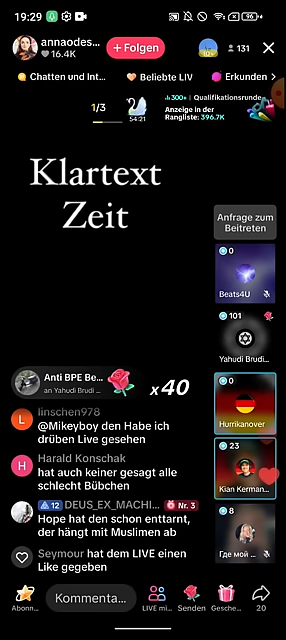 19:29
96
annaodes...
16.4K
+ Folgen
131
Chatten und Int...
Beliebte LIV
Erkunden
1/3
54:21
300+ | Qualifikationsrunde
Anzeige in der
Rangliste: 396.7K
Klartext
Zeit
Anfrage zum
Beitreten
0
Beats4U
101
Yahudi Brudi...
0
Hurrikanover
23
Kian Kerman...
8
Где мой ...
Anti BPE Be...
an Yahudi Brudi ...
x40
linschen978
@Mikeyboy den Habe ich
drüben LIVE gesehen
Harald Konschak
hat auch keiner gesagt alle
schlecht Bübchen
12 DEUS_EX_MACHI... Nr. 3
Hope hat den schon enttarnt,
der hängt mit Muslimen ab
Seymour hat dem LIVE einen
Like gegeben
Abonn...
Kommenta...
LIVE mi...
Senden
Gesche...
20